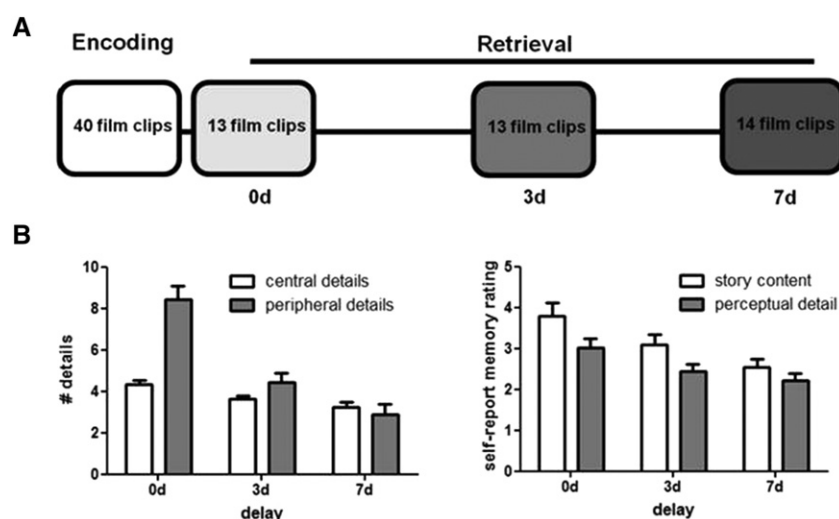 A
Encoding
Retrieval
40 film clips
13 film clips
13 film clips
14 film clips
0d
3d
7d
B
10
8
6
4
2
0
# details
central details
peripheral details
0d
3d
7d
delay
5
4
3
2
1
0
self-report memory rating
story content
perceptual detail
0d
3d
7d
delay